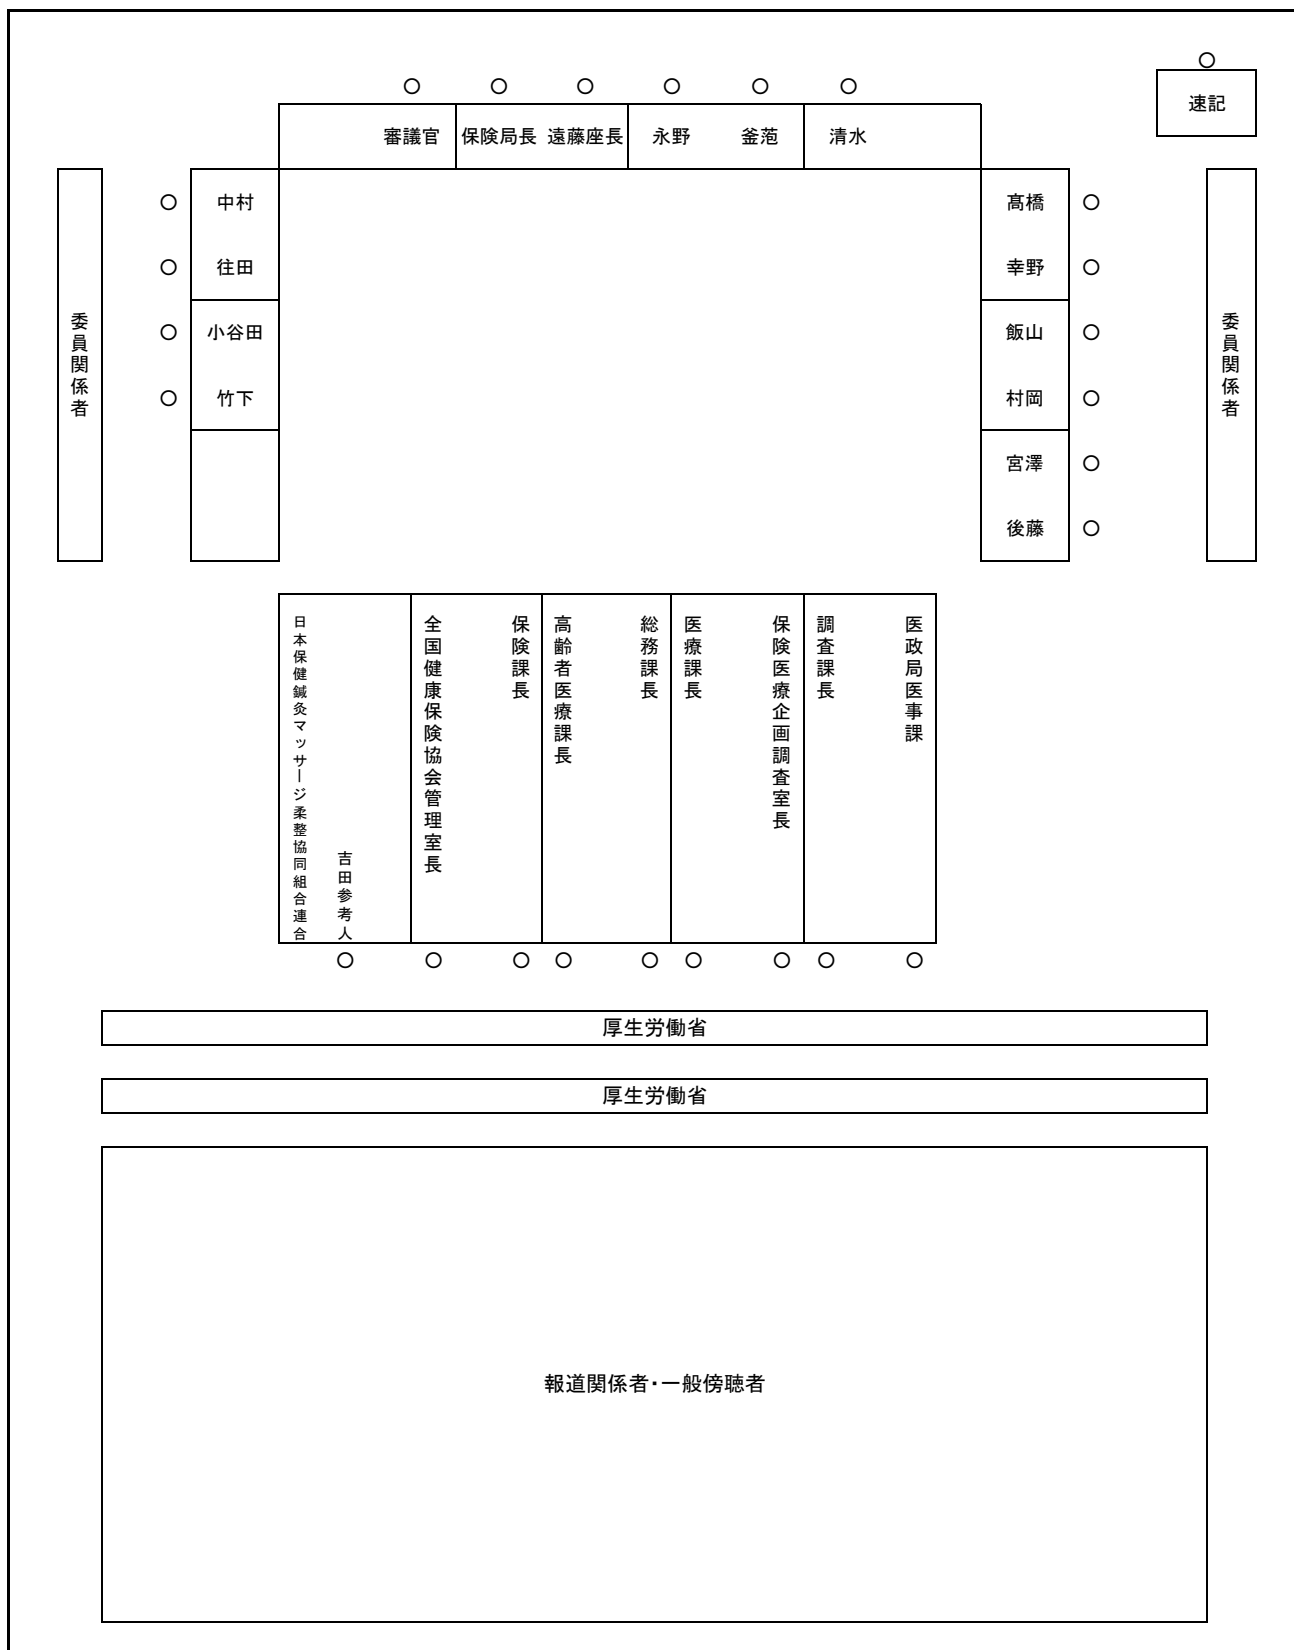 速記
審議官 保険局長 遠藤座長 永野 釜萢 清水
中村
往田
小谷田
竹下
髙橋
幸野
飯山
村岡
宮澤
後藤
委員関係者
委員関係者
日本保健鍼灸マッサージ柔整協同組合連合
吉田参考人
全国健康保険協会管理室長
保険課長
高齢者医療課長
総務課長
医療課長
保険医療企画調査室長
調査課長
医政局医事課
厚生労働省
厚生労働省
報道関係者・一般傍聴者